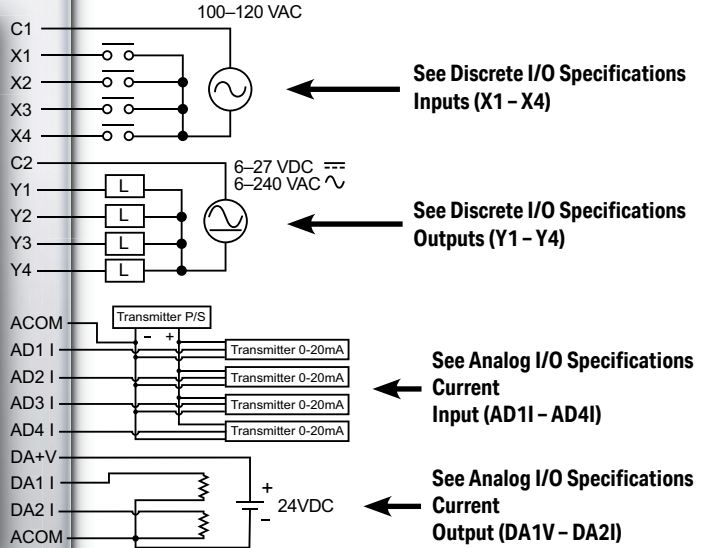 100–120 VAC
C1
X1
X2
X3
X4
See Discrete I/O Specifications
Inputs (X1 – X4)
C2
6–27 VDC
6–240 VAC
Y1
L
Y2
L
Y3
L
Y4
L
See Discrete I/O Specifications
Outputs (Y1 – Y4)
ACOM
Transmitter P/S
– +
AD1 I
Transmitter 0-20mA
AD2 I
Transmitter 0-20mA
AD3 I
Transmitter 0-20mA
AD4 I
Transmitter 0-20mA
See Analog I/O Specifications
Current
Input (AD1I – AD4I)
DA+V
DA1 I
DA2 I
ACOM
+
24VDC
–
See Analog I/O Specifications
Current
Output (DA1V – DA2I)